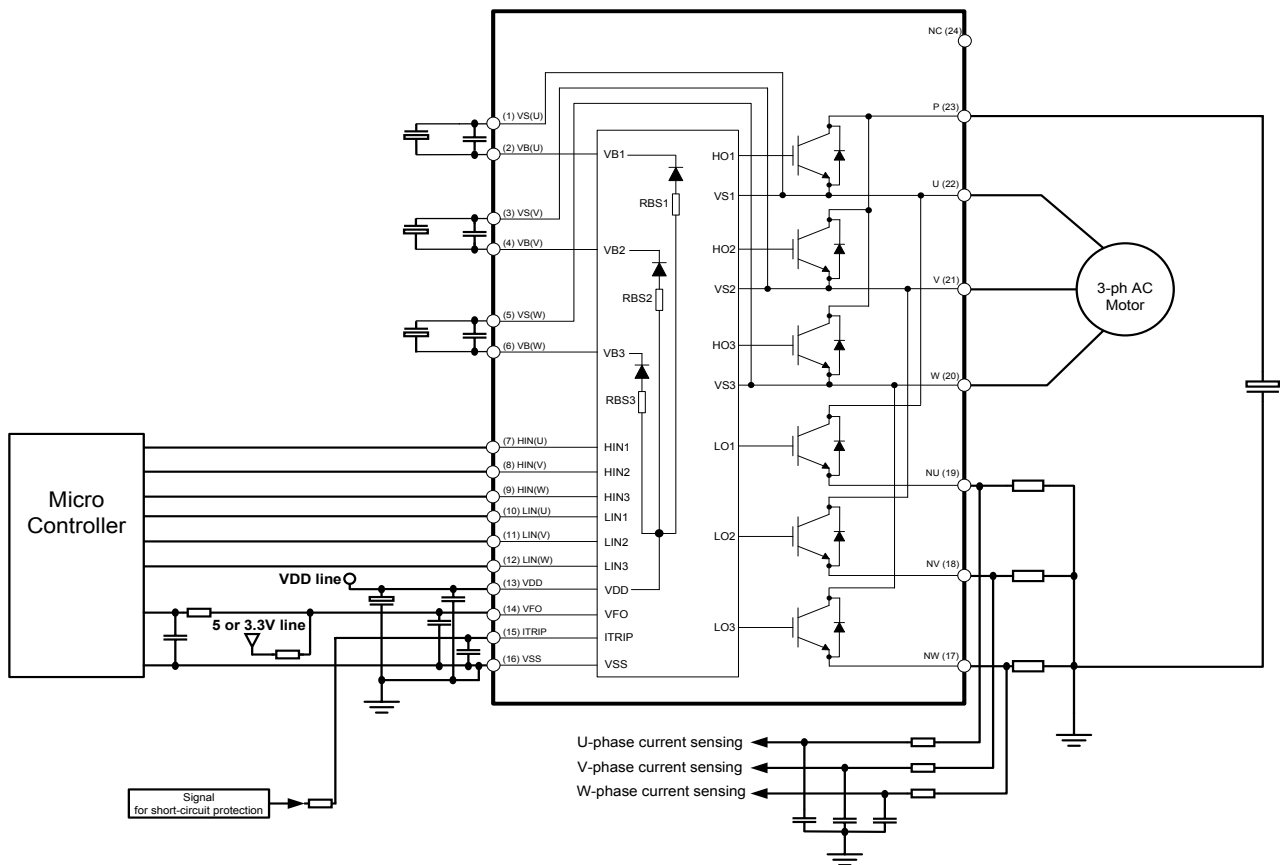 NC (24)
(1) VS(U)
P (23)
(2) VB(U)
VB1
HO1
RBS1
VS1
U (22)
(3) VS(V)
(4) VB(V)
VB2
HO2
RBS2
VS2
V (21)
3-ph AC
Motor
(5) VS(W)
(6) VB(W)
VB3
HO3
RBS3
VS3
W (20)
Micro
Controller
(7) HIN(U)
HIN1
LO1
(8) HIN(V)
HIN2
(9) HIN(W)
HIN3
NU (19)
(10) LIN(U)
LIN1
(11) LIN(V)
LIN2
LO2
(12) LIN(W)
LIN3
NV (18)
VDD line
(13) VDD
VDD
(14) VFO
VFO
5 or 3.3V line
LO3
(15) ITRIP
ITRIP
(16) VSS
VSS
NW (17)
U-phase current sensing
V-phase current sensing
W-phase current sensing
Signal
for short-circuit protection